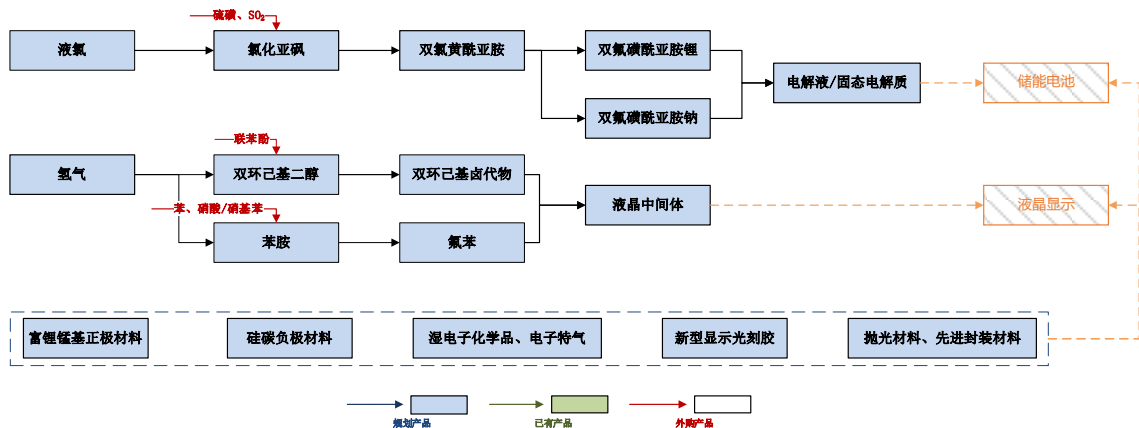 硫磺、SO₂
液氯
氯化亚砜
双氯黄酰亚胺
双氟磺酰亚胺锂
电解液/固态电解质
储能电池
双氟磺酰亚胺钠
联苯酚
氢气
双环己基二醇
双环己基卤代物
液晶中间体
液晶显示
苯、硝酸/硝基苯
苯胺
氟苯
富锂锰基正极材料
硅碳负极材料
湿电子化学品、电子特气
新型显示光刻胶
抛光材料、先进封装材料
规划产品
已有产品
外购产品